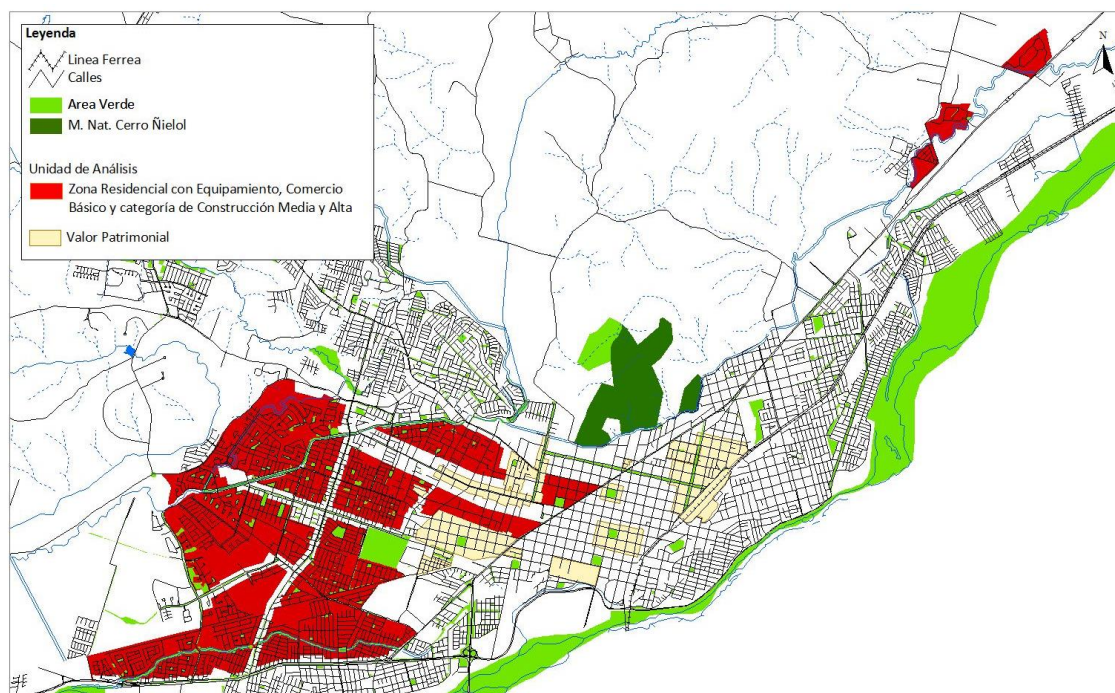 Leyenda
Linea Ferrea
Calles
Area Verde
M. Nat. Cerro Ñielol
Unidad de Análisis
Zona Residencial con Equipamiento, Comercio
Básico y categoría de Construcción Media y Alta
Valor Patrimonial
N